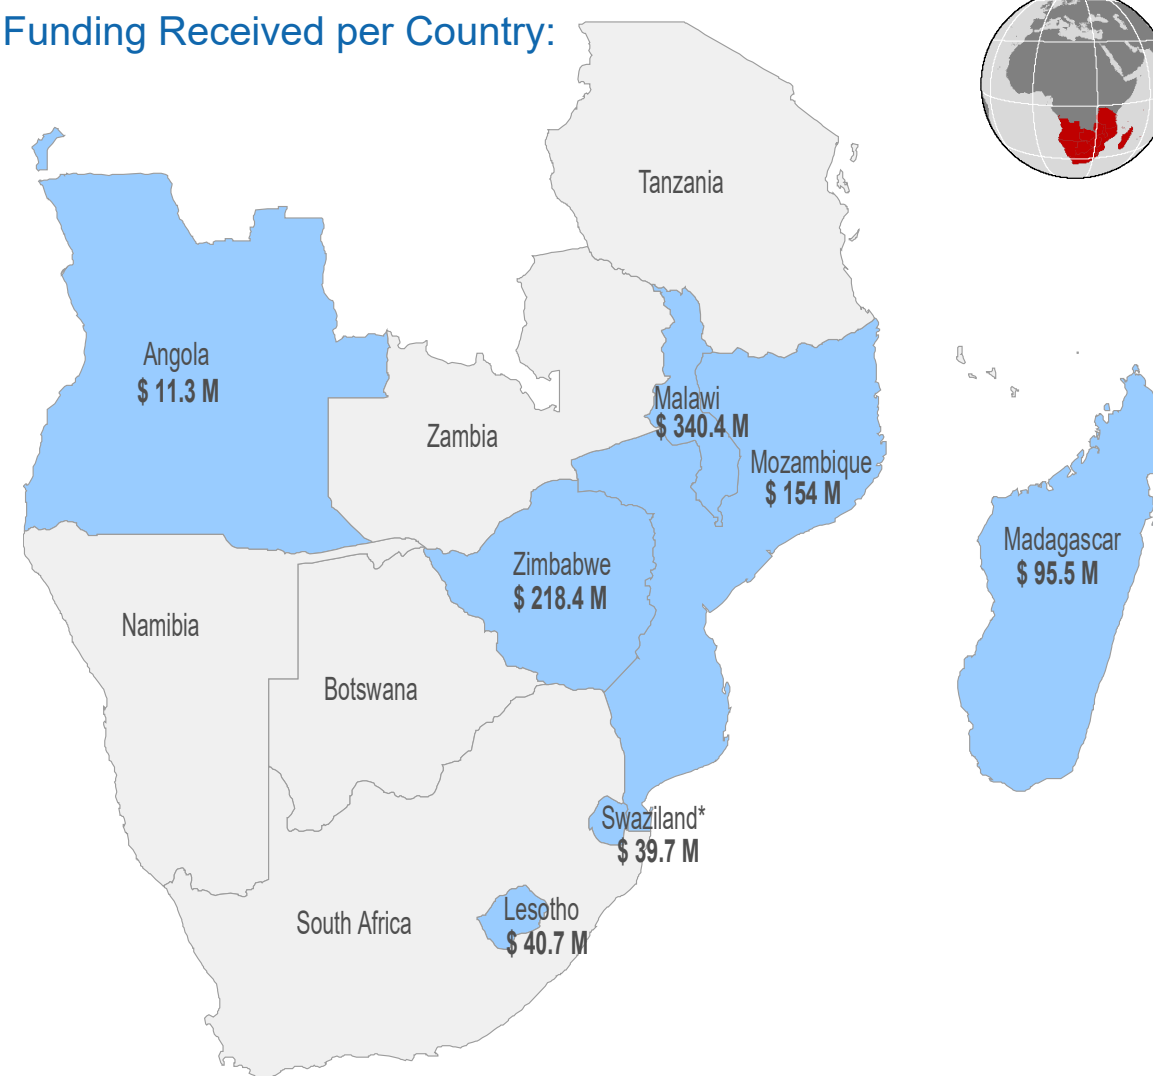 Funding Received per Country:
Tanzania
Angola
$ 11.3 M
Malawi
$ 340.4 M
Zambia
Mozambique
$ 154 M
Madagascar
$ 95.5 M
Zimbabwe
$ 218.4 M
Namibia
Botswana
Swaziland*
$ 39.7 M
South Africa
Lesotho
$ 40.7 M